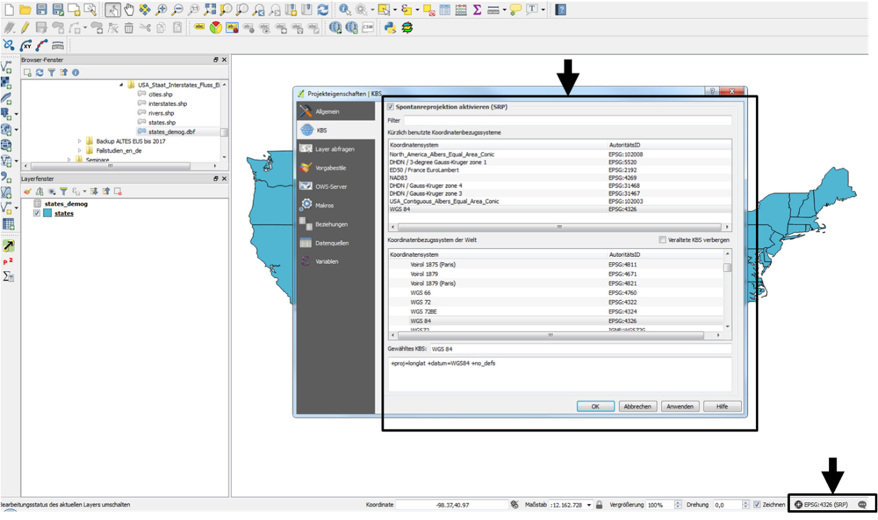 Browser-Fenster
USA_Staat_Interstates_Fluss_Ei
cities.shp
interstates.shp
rivers.shp
states.shp
states_demog.dbf
Backup ALTES EUS bis 2017
Fallstudien_en_de
Seminare
Layerfenster
states_demog
states
Projekteigenschaften | KBS
Allgemein
KBS
Layer abfragen
Vorgabestile
OWS-Server
Makros
Beziehungen
Datenquellen
Variablen
Spontanreprojektion aktivieren (SRP)
Filter
Kürzlich benutzte Koordinatenbezugssysteme
Koordinatensystem AutoritätsID
North_America_Albers_Equal_Area_Conic EPSG:102008
DHDN / 3-degree Gauss-Kruger zone 1 EPSG:5520
ED50 / France EuroLambert EPSG:2192
NAD83 EPSG:4269
DHDN / Gauss-Kruger zone 4 EPSG:31468
DHDN / Gauss-Kruger zone 3 EPSG:31467
USA_Contiguous_Albers_Equal_Area_Conic EPSG:102003
WGS 84 EPSG:4326
Koordinatenbezugssystem der Welt Veraltete KBS verbergen
Koordinatensystem AutoritätsID
Voirol 1875 (Paris) EPSG:4811
Voirol 1879 EPSG:4671
Voirol 1879 (Paris) EPSG:4821
WGS 66 EPSG:4760
WGS 72 EPSG:4322
WGS 72BE EPSG:4324
WGS 84 EPSG:4326
WGS72 IGNF:WGS72G
Gewähltes KBS: WGS 84
+proj=longlat +datum=WGS84 +no_defs
OK Abbrechen Anwenden Hilfe
Bearbeitungsstatus des aktuellen Layers umschalten Koordinate -98.37,40.97 Maßstab :12.162.728 Vergrößerung 100% Drehung 0,0 Zeichnen EPSG:4326 (SRP)